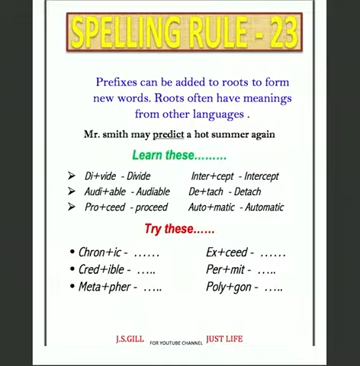 SPELLING RULE - 23
Prefixes can be added to roots to form
new words. Roots often have meanings
from other languages .
Mr. smith may predict a hot summer again
Learn these.........
➤ Di+vide - Divide Inter+cept - Intercept
➤ Audi+able - Audiable De+tach - Detach
➤ Pro+ceed - proceed Auto+matic - Automatic
Try these......
• Chron+ic - ...... Ex+ceed - ......
• Cred+ible - ..... Per+mit - .....
• Meta+pher - ..... Poly+gon - .....
J.S.GILL FOR YOUTUBE CHANNEL JUST LIFE